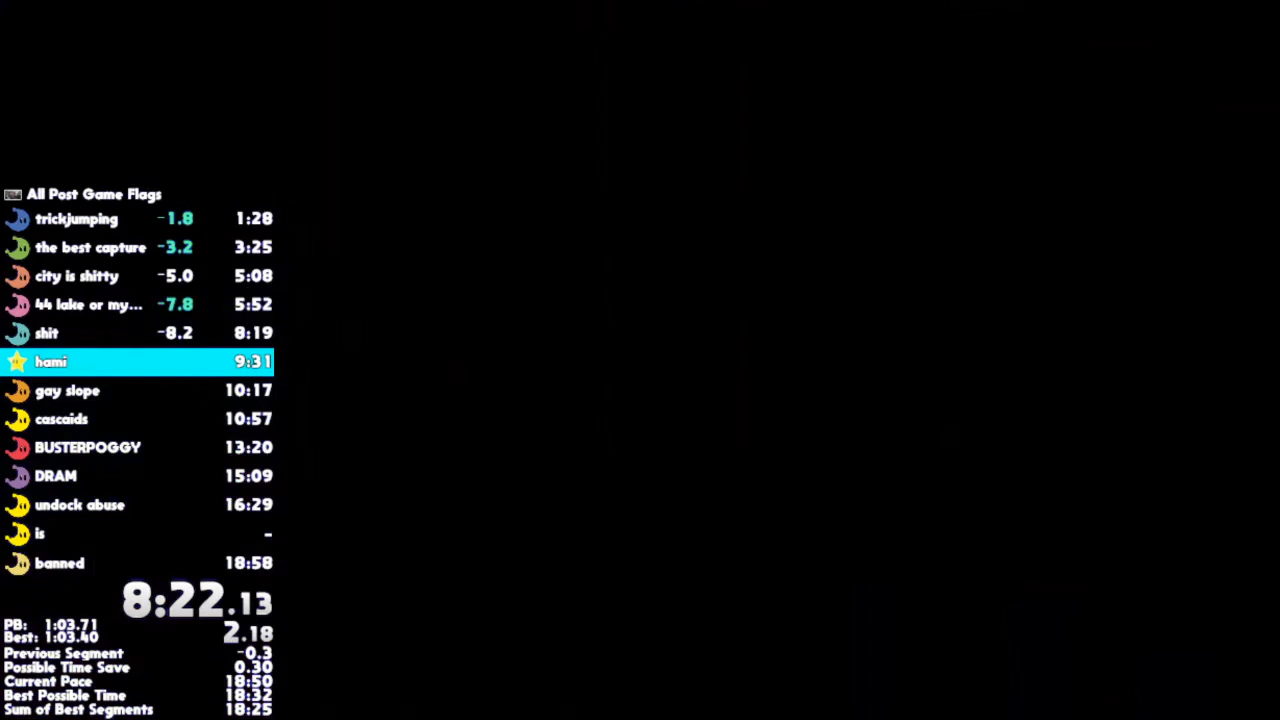 All Post Game Flags
trickjumping -1.8 1:28
the best capture -3.2 3:25
city is shitty -5.0 5:08
44 lake or my... -7.8 5:52
shit -8.2 8:19
hami 9:31
gay slope 10:17
cascaids 10:57
BUSTERPOGGY 13:20
DRAM 15:09
undock abuse 16:29
is -
banned 18:58
8:22.13
PB: 1:03.71
Best: 1:03.40
2.18
Previous Segment -0.3
Possible Time Save 0.30
Current Pace 18:50
Best Possible Time 18:32
Sum of Best Segments 18:25